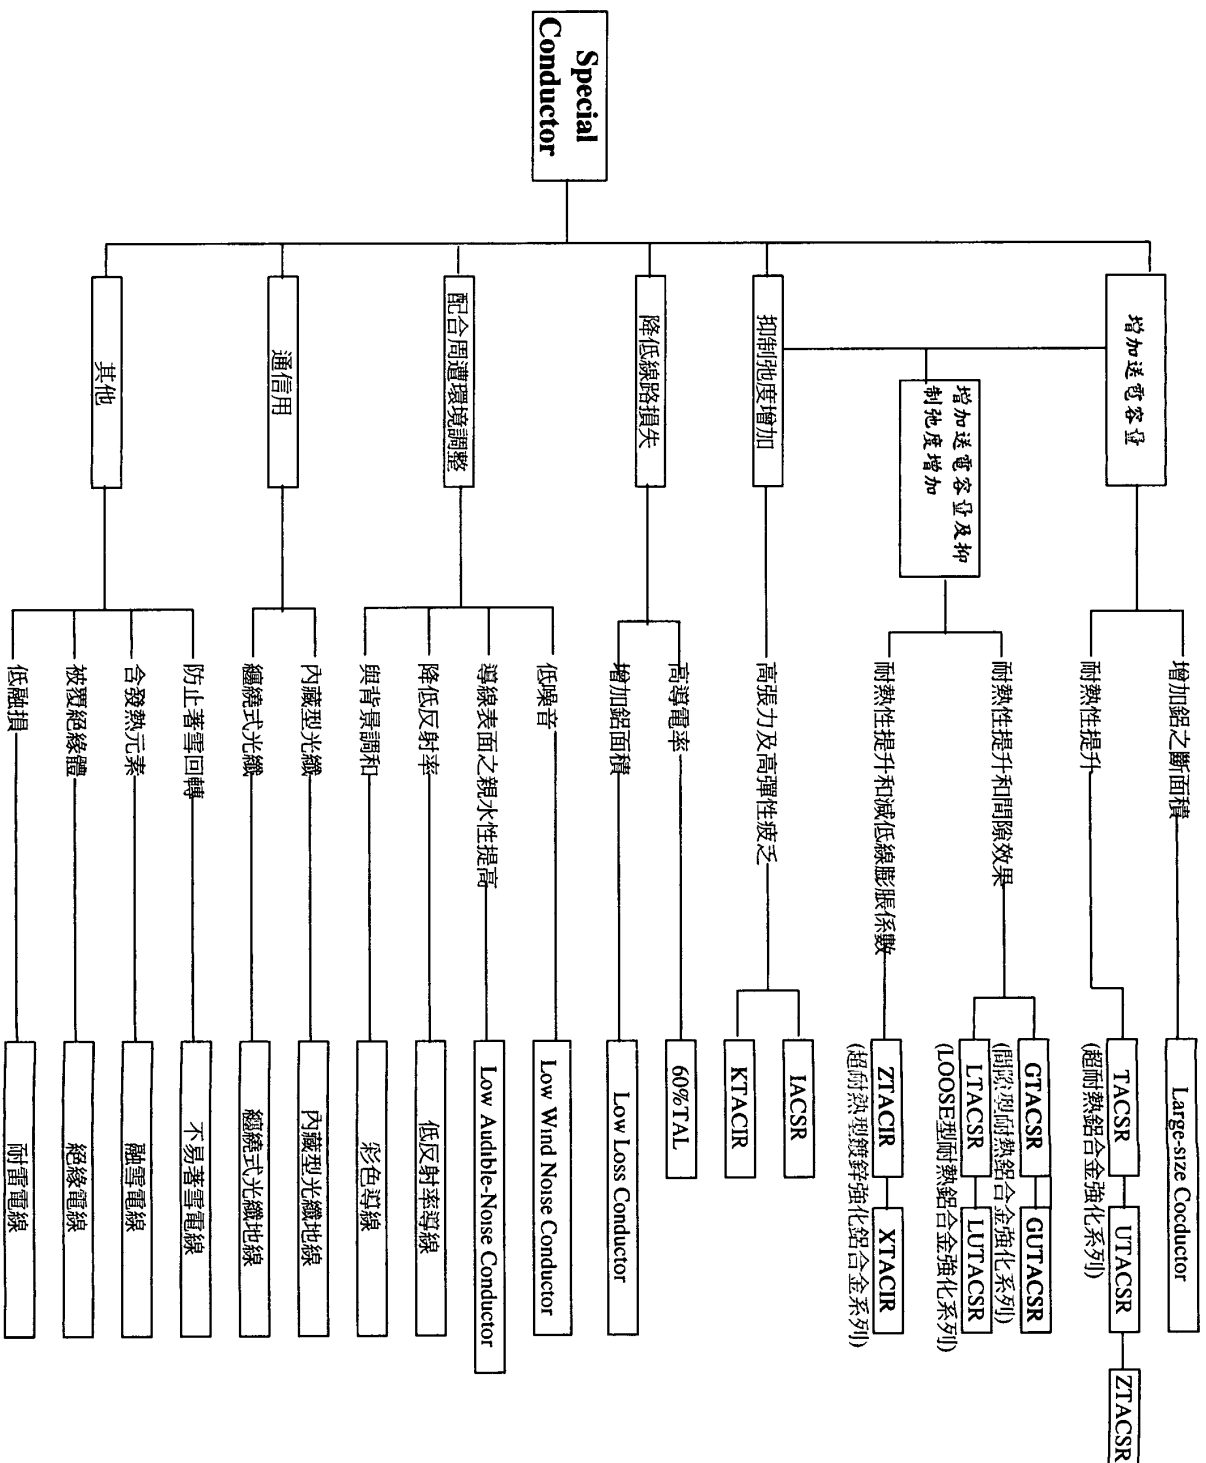 Special
Conductor
增加送電容量
增加鋁之斷面積
Large-size Cocductor
耐熱性提升
TACSR
UTACSR
ZTACSR
(超耐熱鋁合金強化系列)
增加送電容量及抑
制弛度增加
耐熱性提升和間隙效果
GTACSR
GUTACSR
(間隙型耐熱鋁合金強化系列)
LTACSR
LUTACSR
(LOOSE型耐熱鋁合金強化系列)
耐熱性提升和減低線膨脹係數
ZTACIR
XTACIR
(超耐熱型鍍鋅強化鋁合金系列)
抑制弛度增加
高張力及高彈性疲乏
IACSR
KTACIR
降低線路損失
高導電率
60%TAL
增加鋁面積
Low Loss Conductor
配合周遭環境調整
低噪音
Low Wind Noise Conductor
導線表面之親水性提高
Low Audible-Noise Conductor
降低反射率
低反射率導線
與背景調和
彩色導線
通信用
內藏型光纖
內藏型光纖地線
纏繞式光纖
纏繞式光纖地線
其他
防止著雪回轉
不易著雪電線
含發熱元素
融雪電線
被覆絕緣體
絕緣電線
低融損
耐雷電線